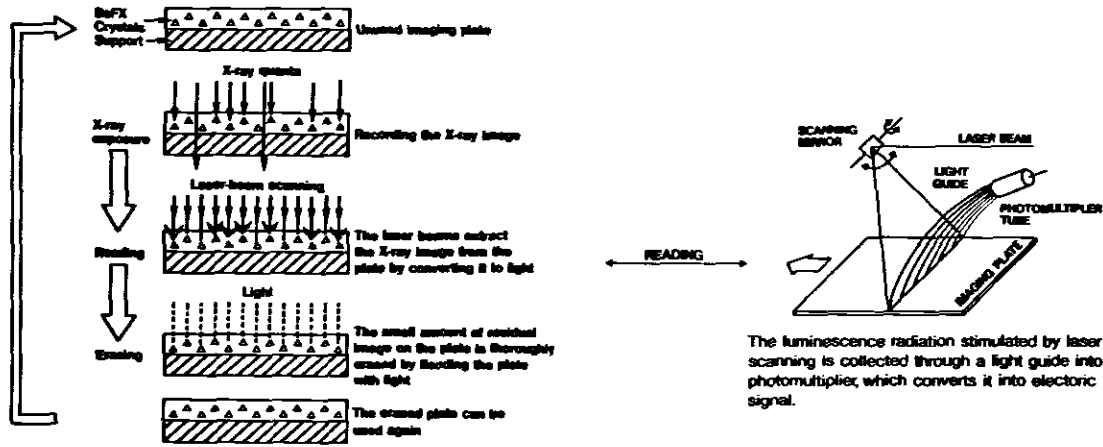 BaFX
Crystals
Support
Unused imaging plate
X-ray quanta
X-ray
exposure
Recording the X-ray image
Laser-beam scanning
Reading
The laser beams extract
the X-ray image from the
plate by converting it to light
Light
Erasing
The small amount of residual
image on the plate is thoroughly
erased by flooding the plate
with light
The erased plate can be
used again
READING
SCANNING
MIRROR
LASER BEAM
LIGHT
GUIDE
PHOTOMULTIPLER
TUBE
IMAGING PLATE
The luminescence radiation stimulated by laser
scanning is collected through a light guide into
photomultiplier, which converts it into electoric
signal.